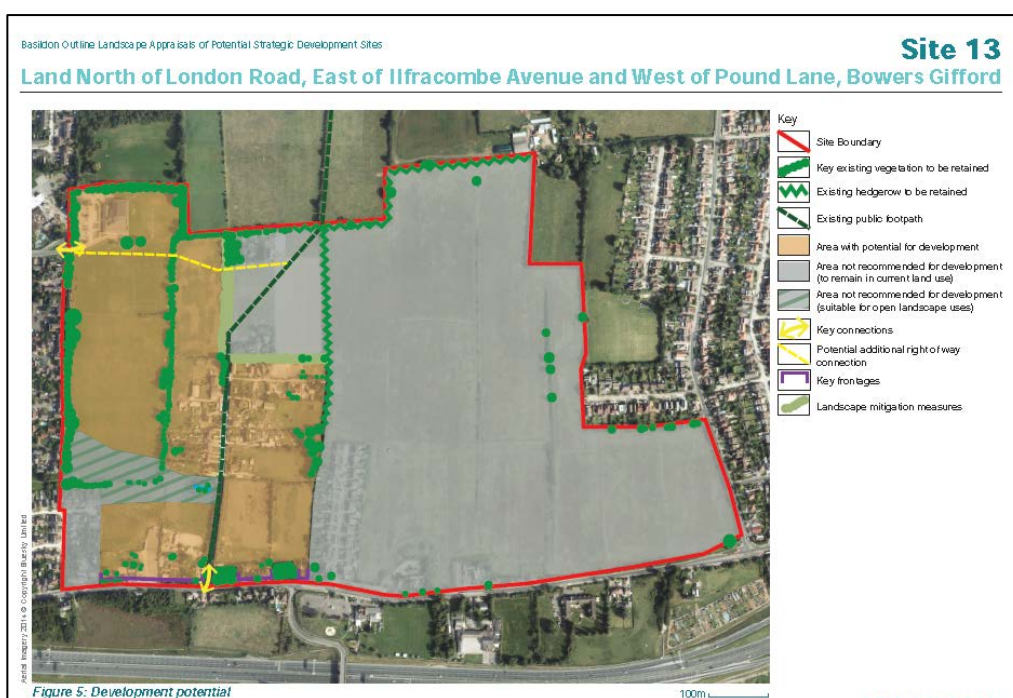 Basildon Outline Landscape Appraisals of Potential Strategic Development Sites
Site 13
Land North of London Road, East of Ilfracombe Avenue and West of Pound Lane, Bowers Gifford
Key
Site Boundary
Key existing vegetation to be retained
Existing hedgerow to be retained
Existing public footpath
Area with potential for development
Area not recommended for development
(to remain in current land use)
Area not recommended for development
(suitable for open landscape uses)
Key connections
Potential additional right of way
connection
Key frontages
Landscape mitigation measures
Aerial Imagery 2014 © Copyright Bluesky Limited
Figure 5: Development potential
100m